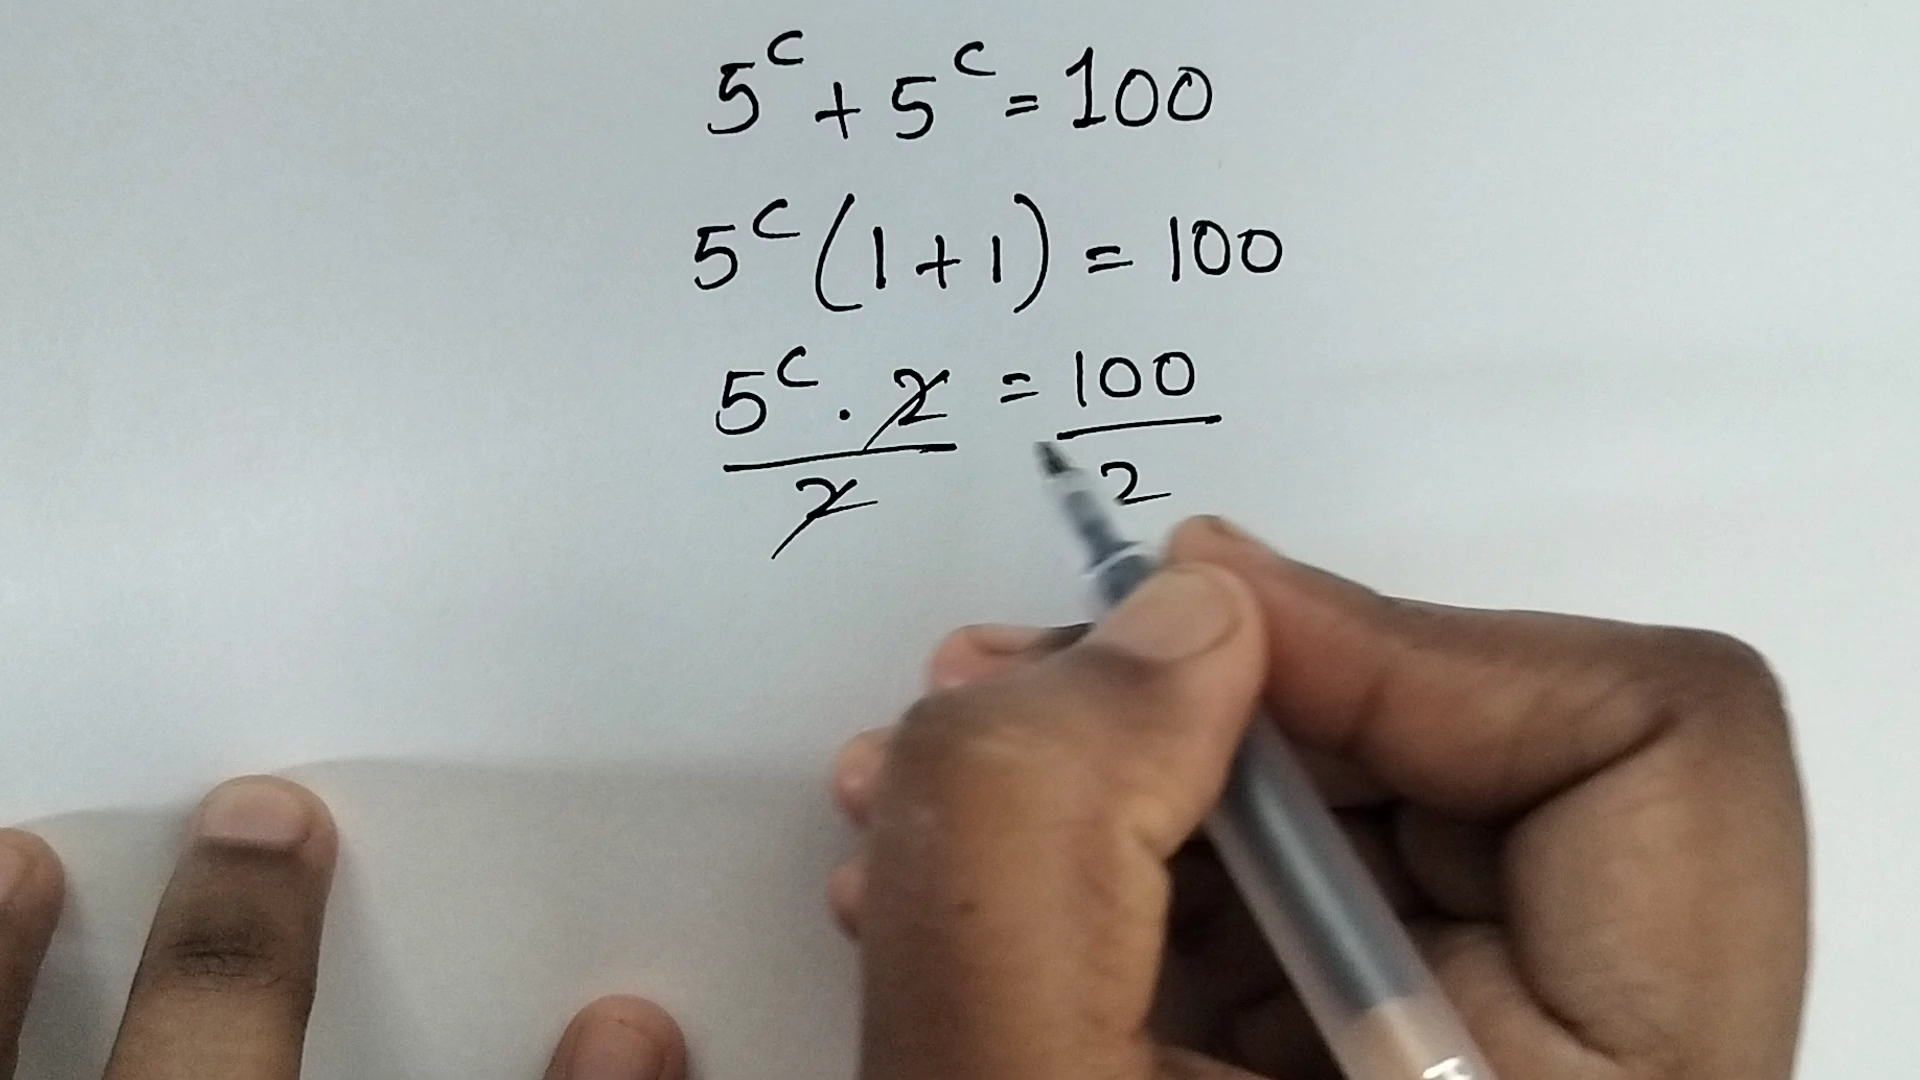 5^c + 5^c = 100
5^c (1 + 1) = 100
5^c . 2 = 100
2 2